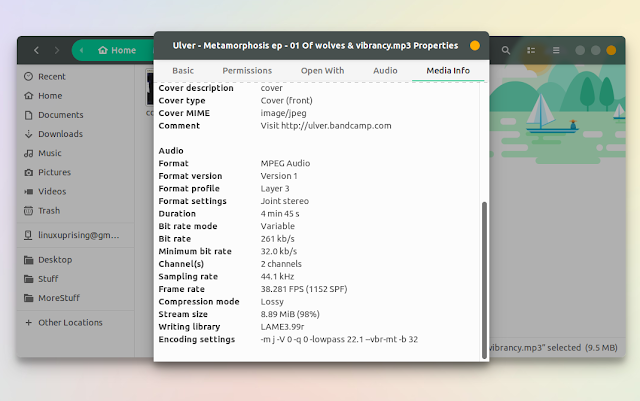 Ulver - Metamorphosis ep - 01 Of wolves & vibrancy.mp3 Properties
Home
Basic
Permissions
Open With
Audio
Media Info
Recent
Home
Documents
Downloads
Music
Pictures
Videos
Trash
linuxuprising@gm…
Desktop
Stuff
MoreStuff
+ Other Locations
Cover description cover
Cover type Cover (front)
Cover MIME image/jpeg
Comment Visit http://ulver.bandcamp.com
Audio
Format MPEG Audio
Format version Version 1
Format profile Layer 3
Format settings Joint stereo
Duration 4 min 45 s
Bit rate mode Variable
Bit rate 261 kb/s
Minimum bit rate 32.0 kb/s
Channel(s) 2 channels
Sampling rate 44.1 kHz
Frame rate 38.281 FPS (1152 SPF)
Compression mode Lossy
Stream size 8.89 MiB (98%)
Writing library LAME3.99r
Encoding settings -m j -V 0 -q 0 -lowpass 22.1 --vbr-mt -b 32
vibrancy.mp3" selected (9.5 MB)